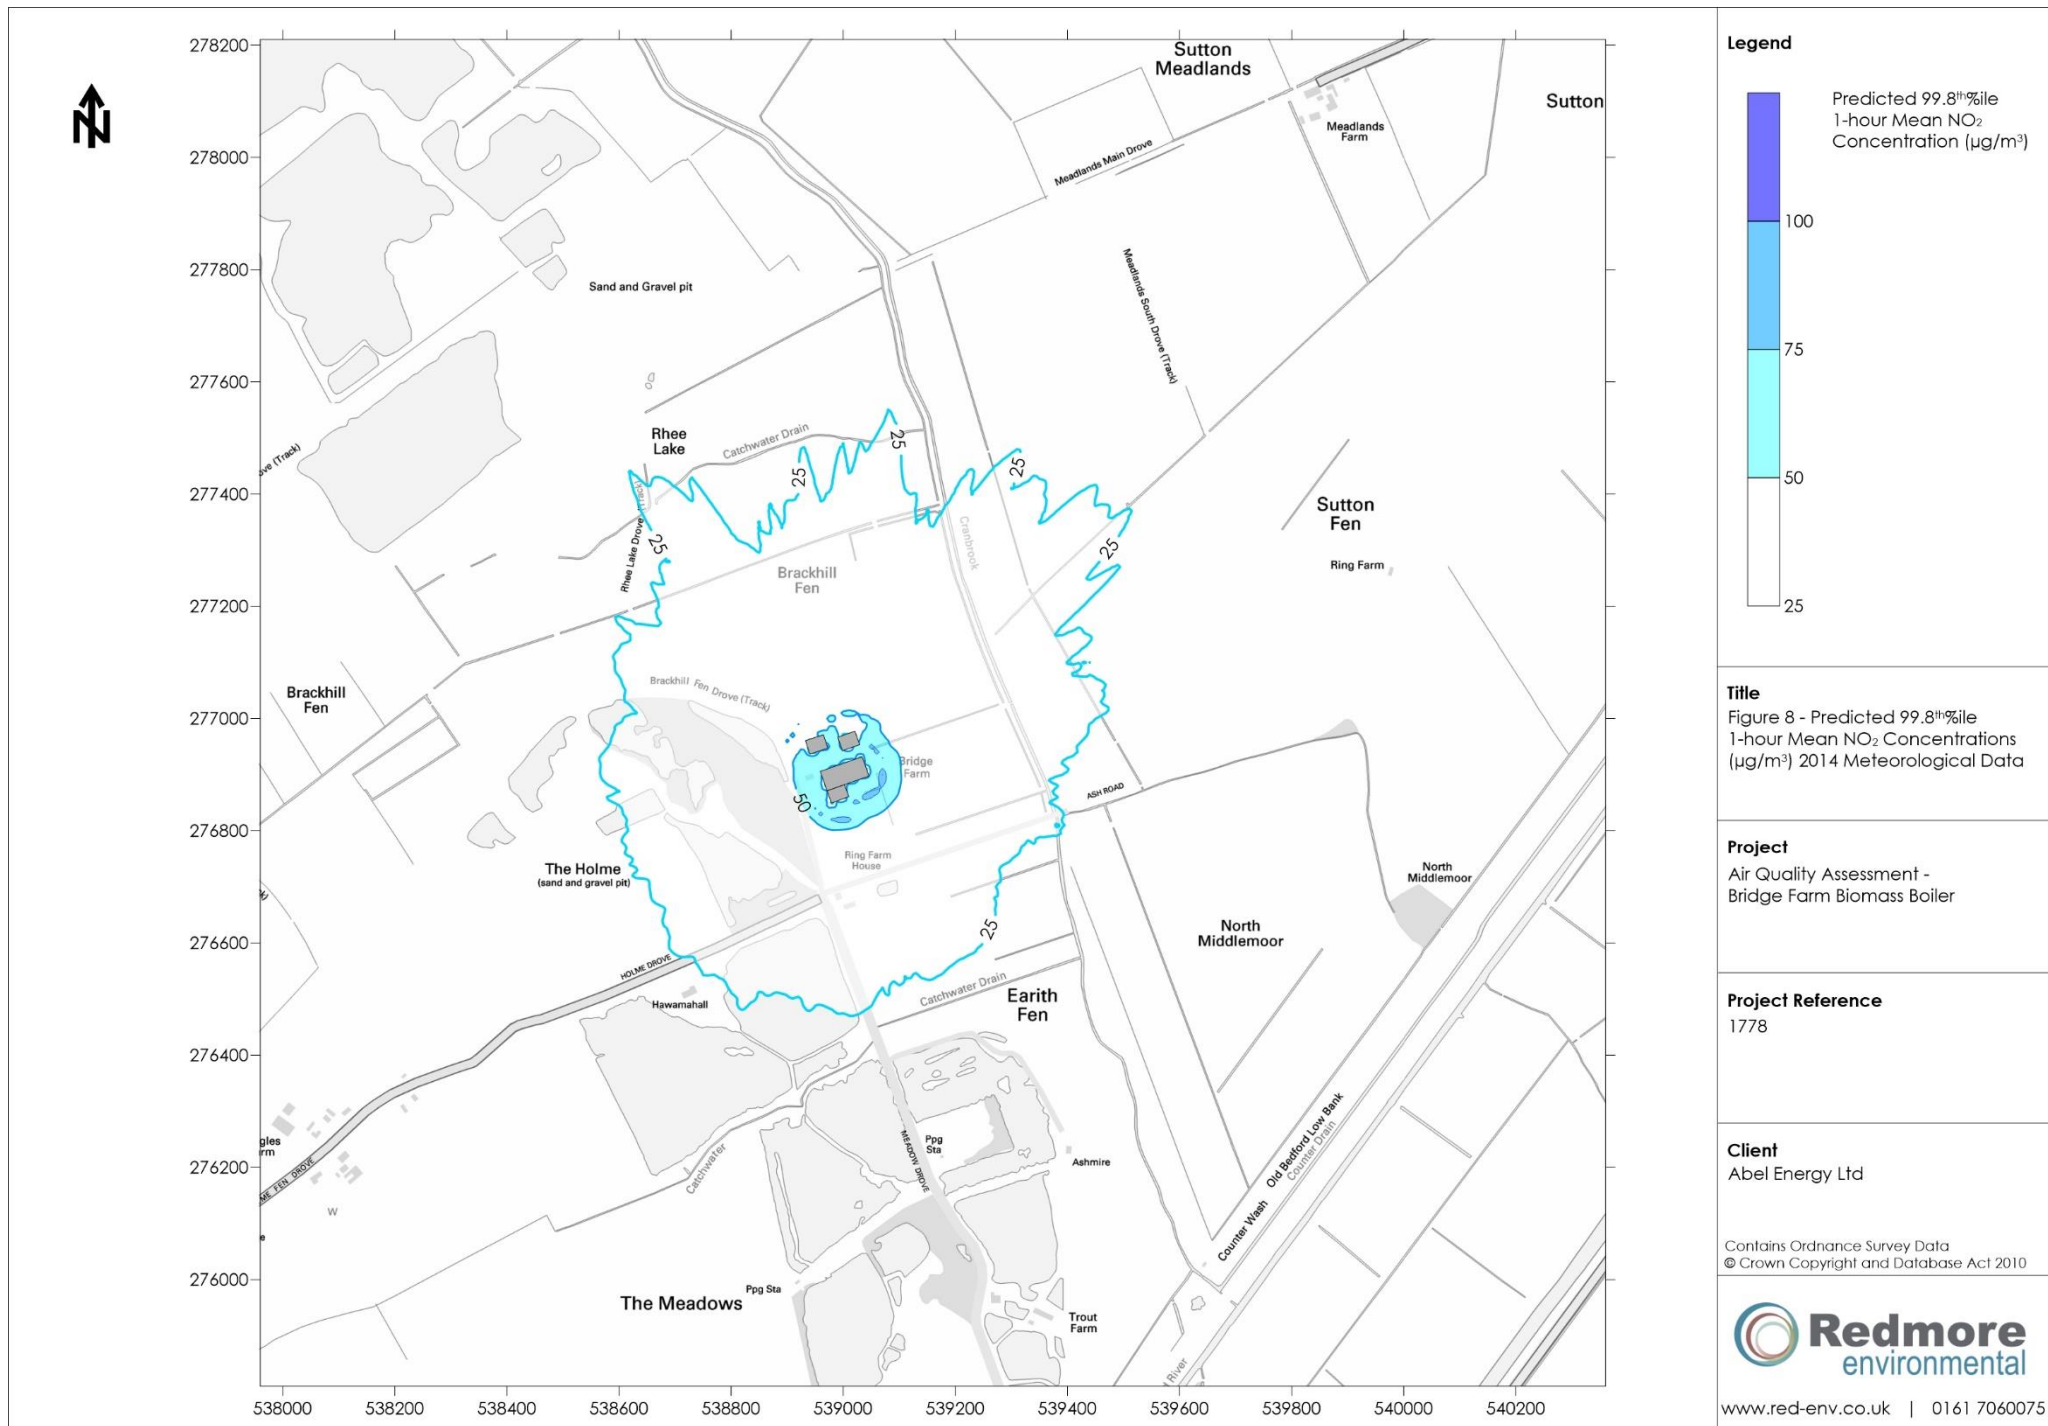 278200
278000
277800
277600
277400
277200
277000
276800
276600
276400
276200
276000
538000
538200
538400
538600
538800
539000
539200
539400
539600
539800
540000
540200
N
Sutton
Meadlands
Sutton
Meadlands
Farm
Meadlands Main Drove
Sand and Gravel pit
Meadlands South Drove (Track)
Rhee
Lake
Catchwater Drain
ove (Track)
25
25
25
25
25
25
Rhee Lake Drove (Track)
Cranbrook
Sutton
Fen
Ring Farm
Brackhill
Fen
Brackhill
Fen
Brackhill Fen Drove (Track)
Bridge
Farm
50
ASH ROAD
Ring Farm
House
The Holme
(sand and gravel pit)
North
Middlemoor
North
Middlemoor
HOLME DROVE
Hawamahall
Catchwater Drain
Earith
Fen
gles
rm
ME FEN DROVE
W
e
Catchwater
MEADOW DROVE
Ppg
Sta
Ashmire
Old Bedford Low Bank
Counter Drain
Counter Wash
Ppg Sta
The Meadows
Trout
Farm
River
Legend
Predicted 99.8th%ile
1-hour Mean NO₂
Concentration (µg/m³)
100
75
50
25
Title
Figure 8 - Predicted 99.8th%ile
1-hour Mean NO₂ Concentrations
(µg/m³) 2014 Meteorological Data
Project
Air Quality Assessment -
Bridge Farm Biomass Boiler
Project Reference
1778
Client
Abel Energy Ltd
Contains Ordnance Survey Data
© Crown Copyright and Database Act 2010
Redmore
environmental
www.red-env.co.uk | 0161 7060075